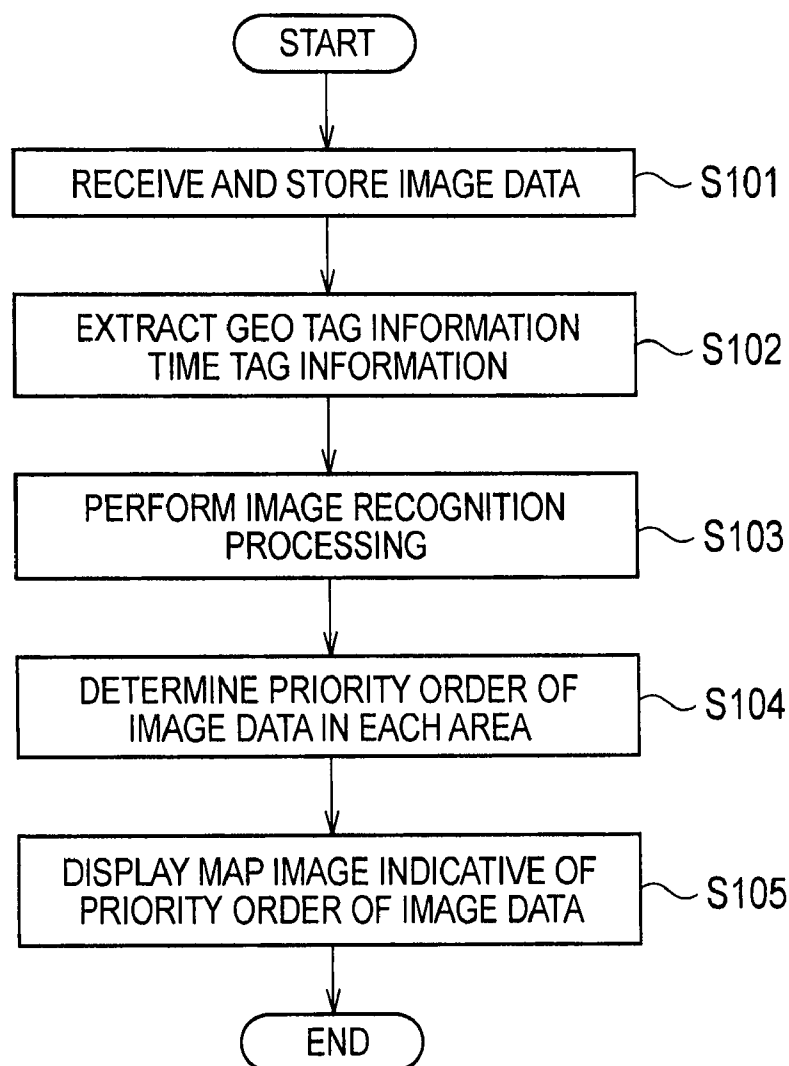 START
RECEIVE AND STORE IMAGE DATA
S101
EXTRACT GEO TAG INFORMATION
TIME TAG INFORMATION
S102
PERFORM IMAGE RECOGNITION
PROCESSING
S103
DETERMINE PRIORITY ORDER OF
IMAGE DATA IN EACH AREA
S104
DISPLAY MAP IMAGE INDICATIVE OF
PRIORITY ORDER OF IMAGE DATA
S105
END